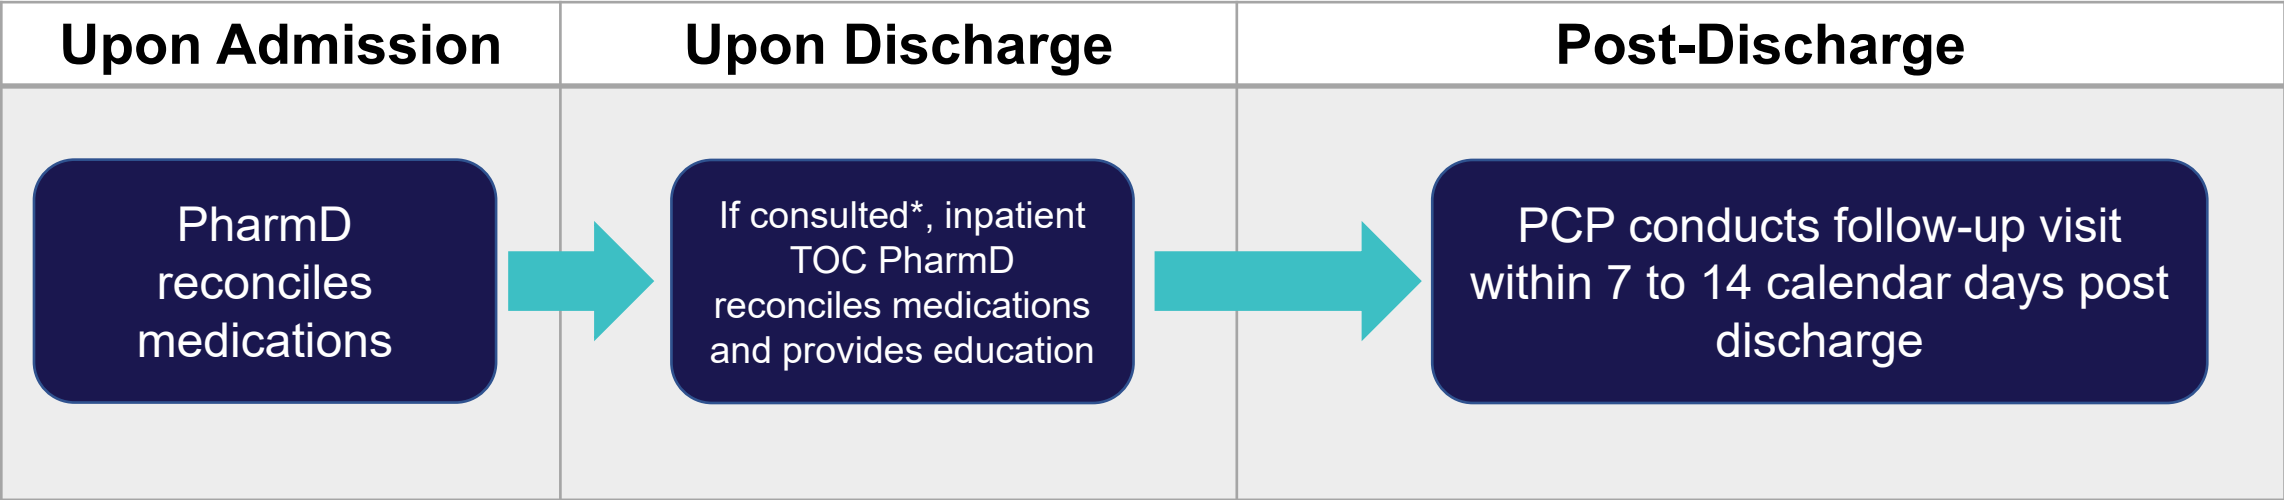 Upon Admission
Upon Discharge
Post-Discharge
PharmD
reconciles
medications
If consulted*, inpatient
TOC PharmD
reconciles medications
and provides education
PCP conducts follow-up visit
within 7 to 14 calendar days post
discharge